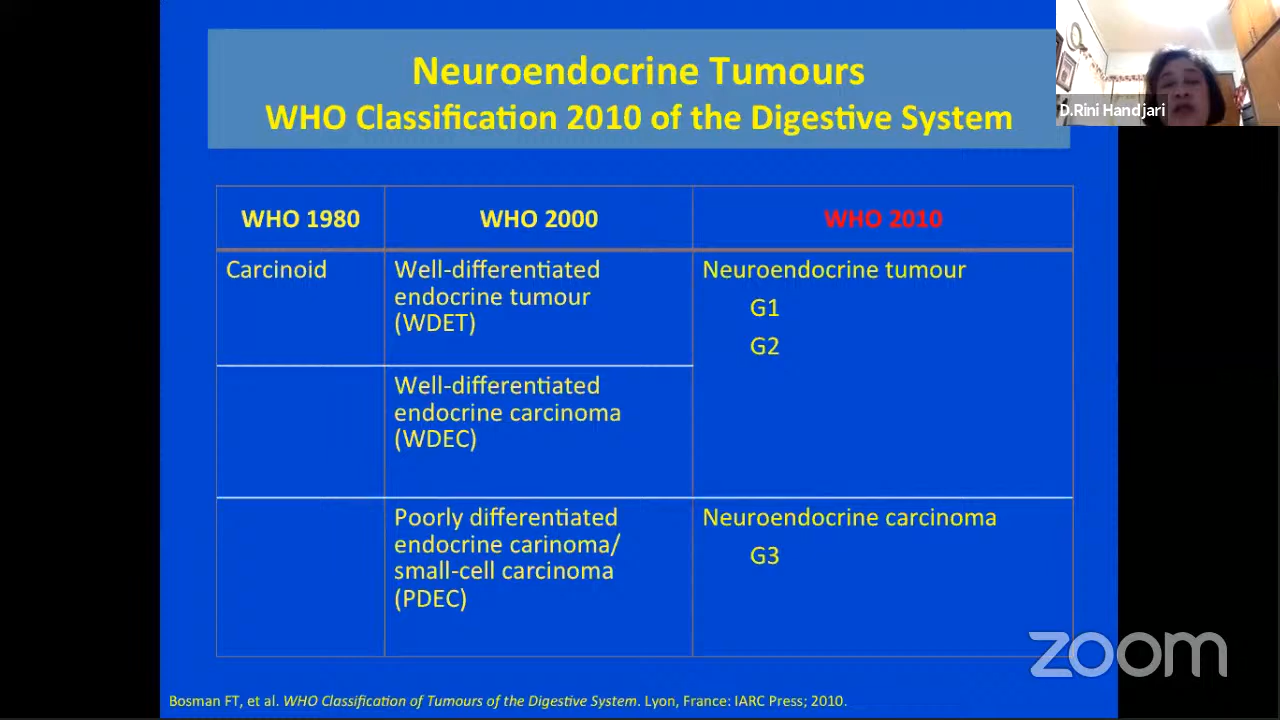 Neuroendocrine Tumours
WHO Classification 2010 of the Digestive System
D.Rini Handjari
WHO 1980
WHO 2000
WHO 2010
Carcinoid
Well-differentiated
endocrine tumour
(WDET)
Neuroendocrine tumour
G1
G2
Well-differentiated
endocrine carcinoma
(WDEC)
Poorly differentiated
endocrine carinoma/
small-cell carcinoma
(PDEC)
Neuroendocrine carcinoma
G3
zoom
Bosman FT, et al. WHO Classification of Tumours of the Digestive System. Lyon, France: IARC Press; 2010.